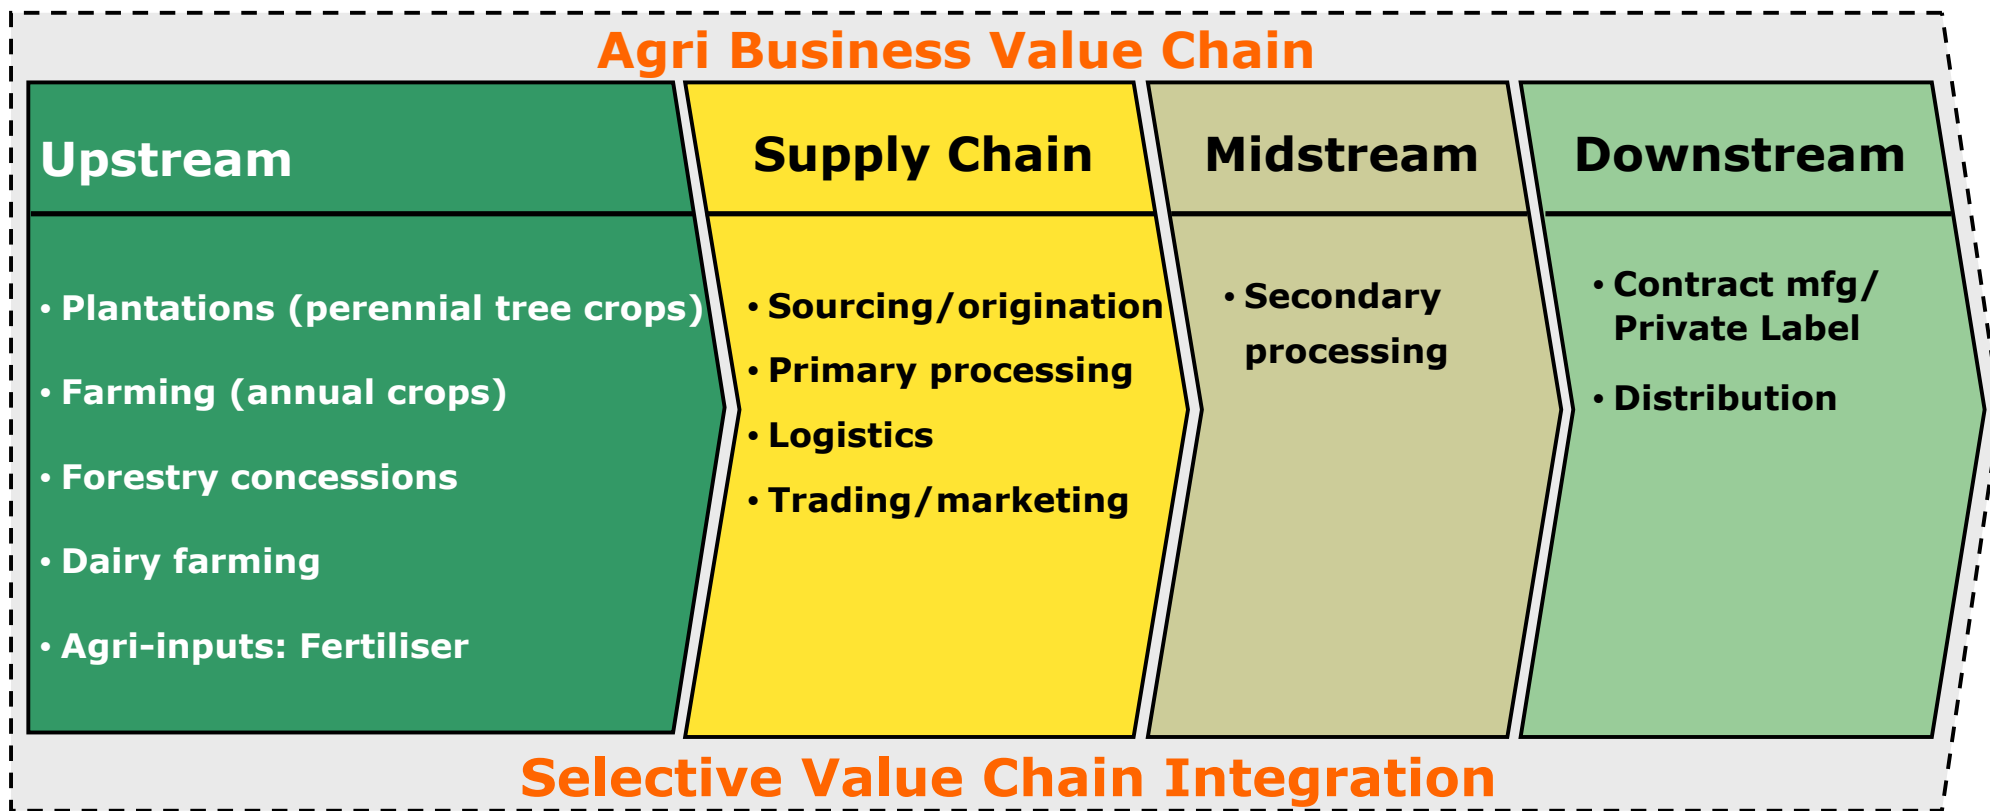 Agri Business Value Chain
Upstream
• Plantations (perennial tree crops)
• Farming (annual crops)
• Forestry concessions
• Dairy farming
• Agri-inputs: Fertiliser
Supply Chain
• Sourcing/origination
• Primary processing
• Logistics
• Trading/marketing
Midstream
• Secondary
processing
Downstream
• Contract mfg/
Private Label
• Distribution
Selective Value Chain Integration